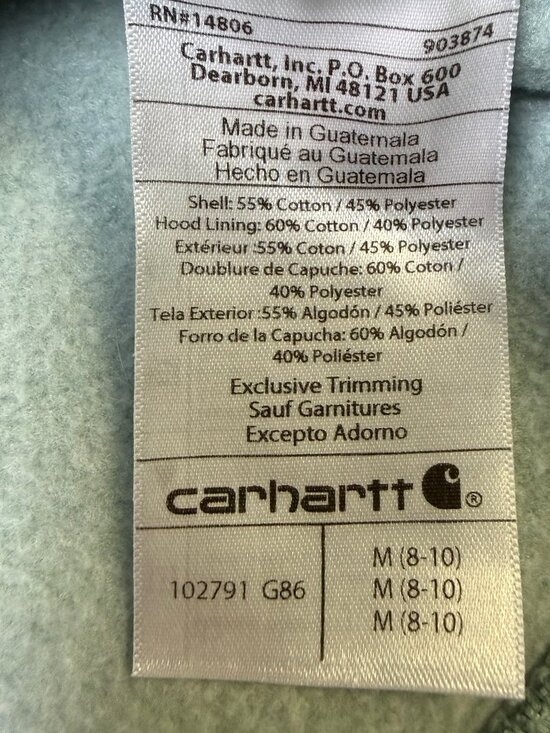 RN#14806
903874
Carhartt, Inc. P.O. Box 600
Dearborn, MI 48121 USA
carhartt.com
Made in Guatemala
Fabriqué au Guatemala
Hecho en Guatemala
Shell: 55% Cotton / 45% Polyester
Hood Lining: 60% Cotton / 40% Polyester
Extérieur :55% Coton / 45% Polyester
Doublure de Capuche: 60% Coton /
40% Polyester
Tela Exterior :55% Algodón / 45% Poliéster
Forro de la Capucha: 60% Algodón /
40% Poliéster
Exclusive Trimming
Sauf Garnitures
Excepto Adorno
carhartt ®
102791 G86
M (8-10)
M (8-10)
M (8-10)